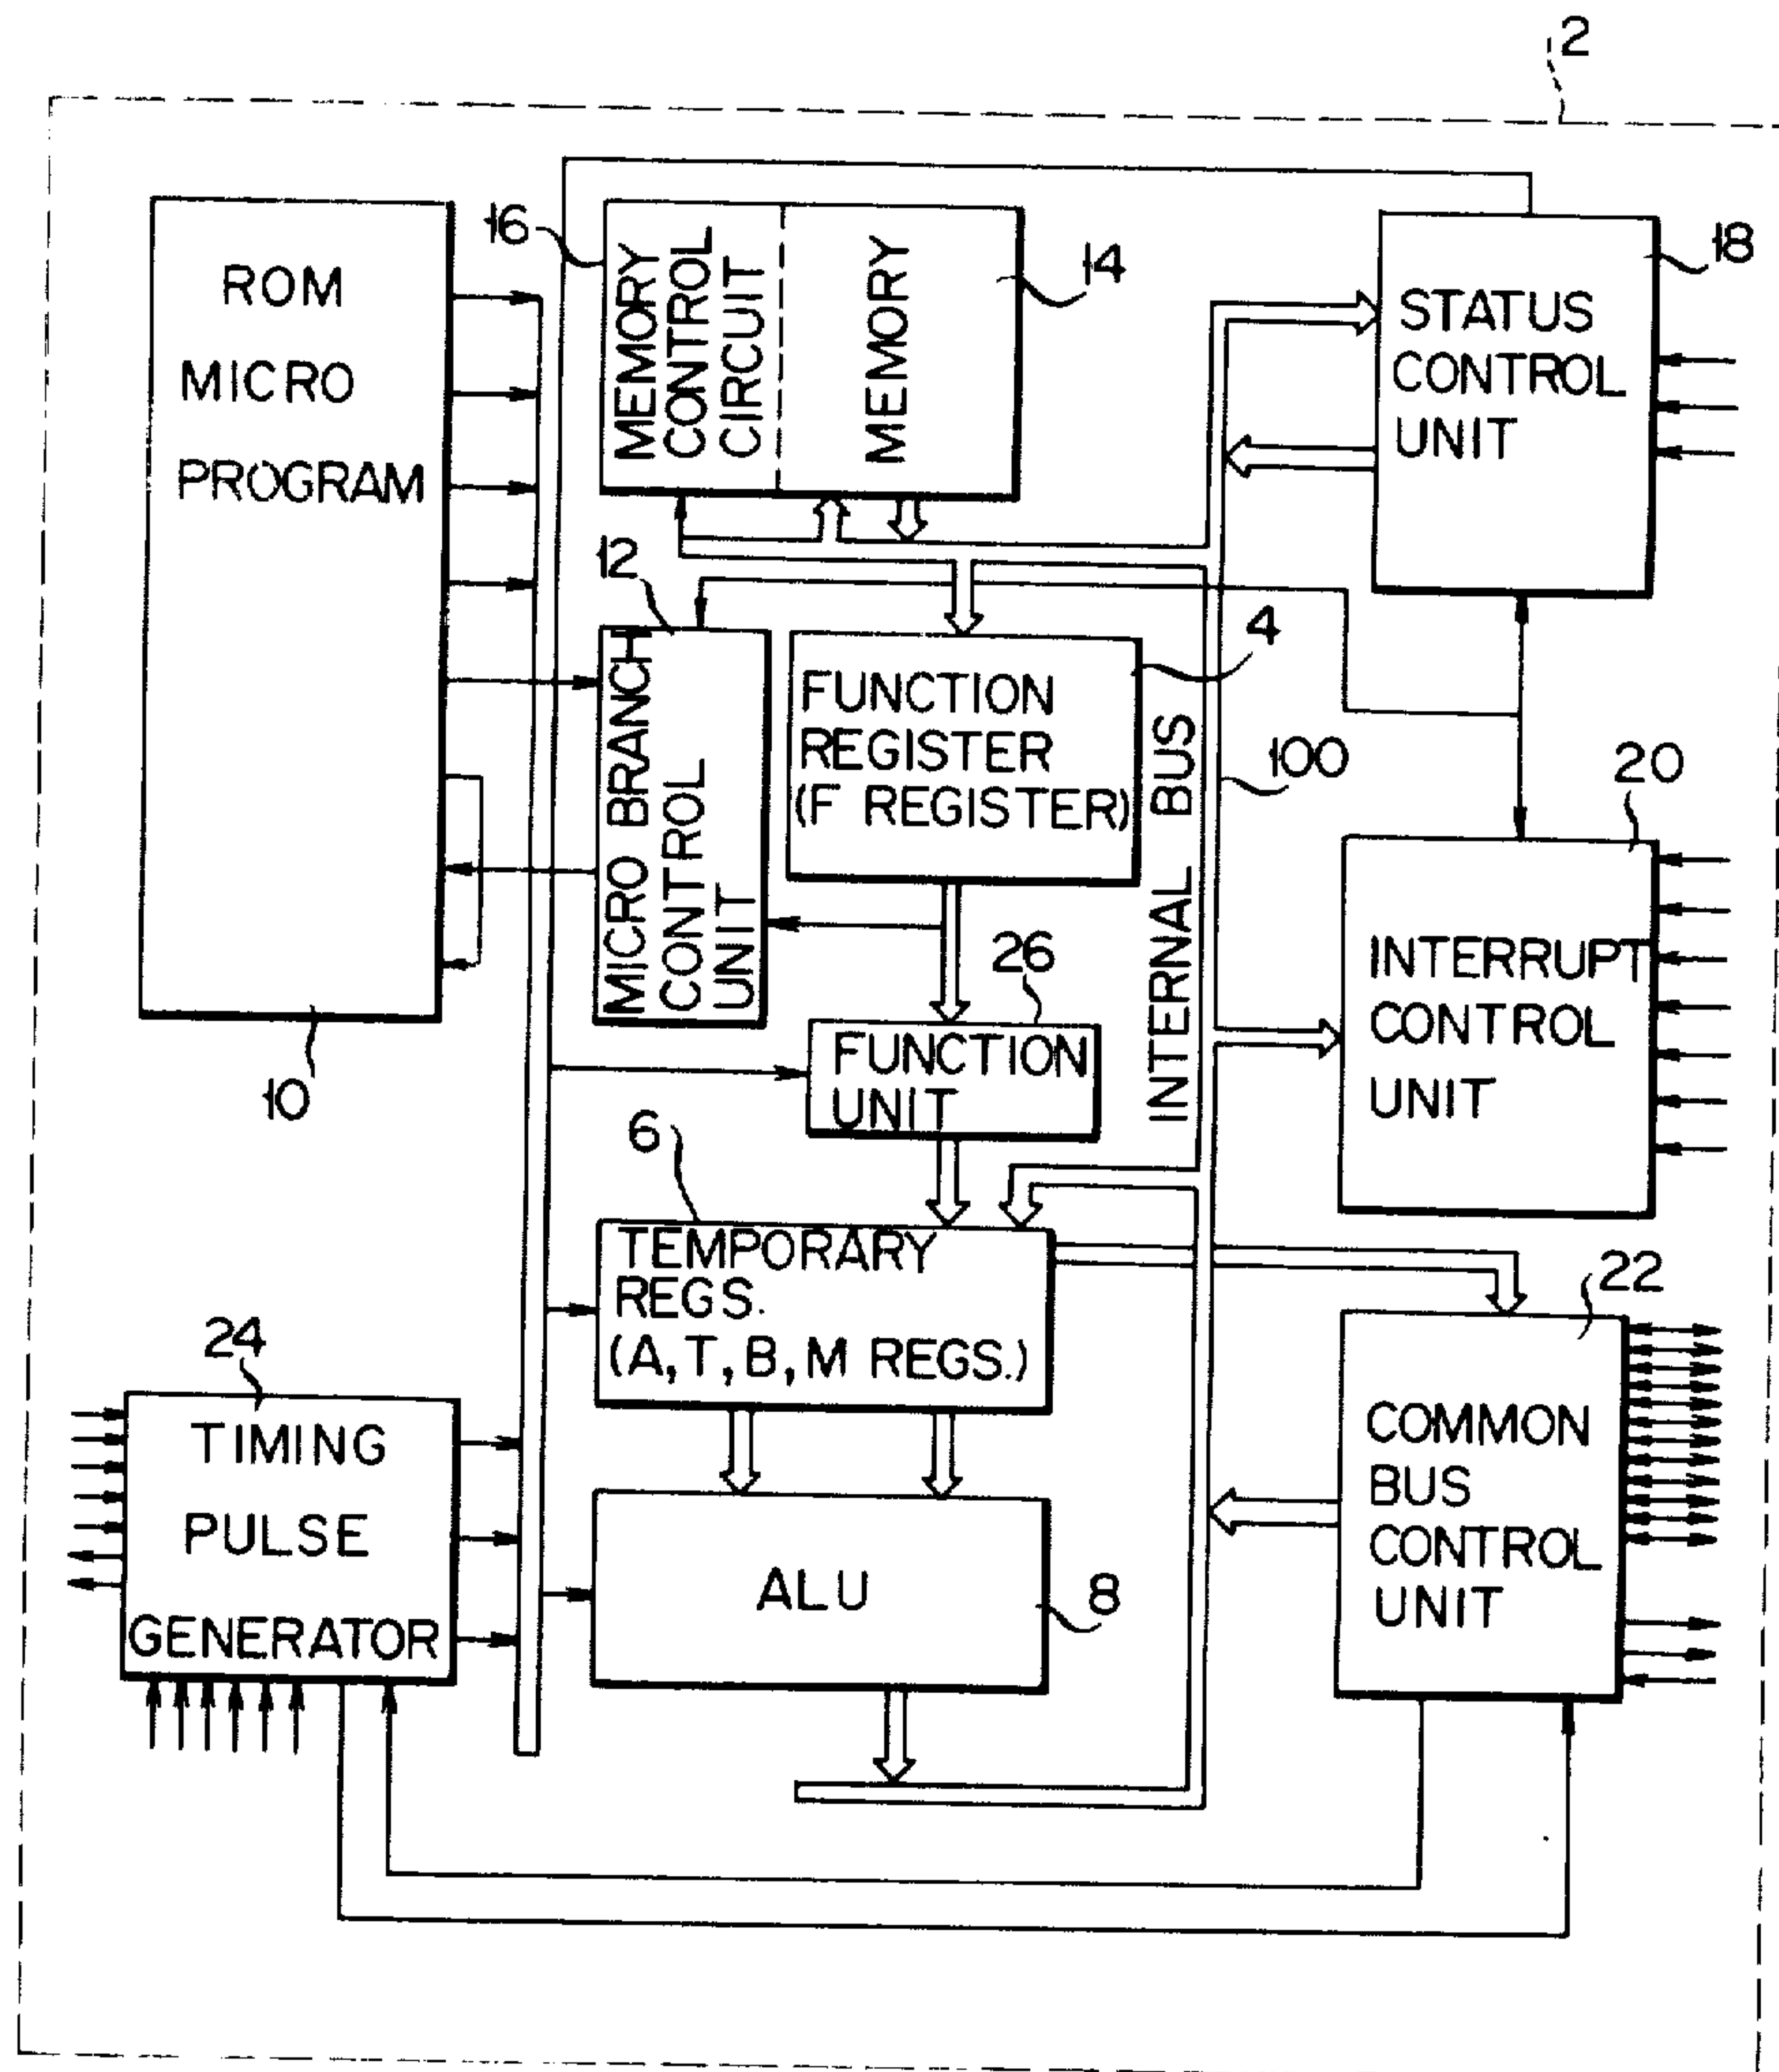 2
ROM
MICRO
PROGRAM
10
16
MEMORY
CONTROL
CIRCUIT
MEMORY
14
STATUS
CONTROL
UNIT
18
12
MICRO BRANCH
CONTROL
UNIT
FUNCTION
REGISTER
(F REGISTER)
4
INTERNAL BUS
100
20
INTERRUPT
CONTROL
UNIT
26
FUNCTION
UNIT
6
TEMPORARY
REGS.
(A, T, B, M REGS.)
22
COMMON
BUS
CONTROL
UNIT
24
TIMING
PULSE
GENERATOR
ALU
8